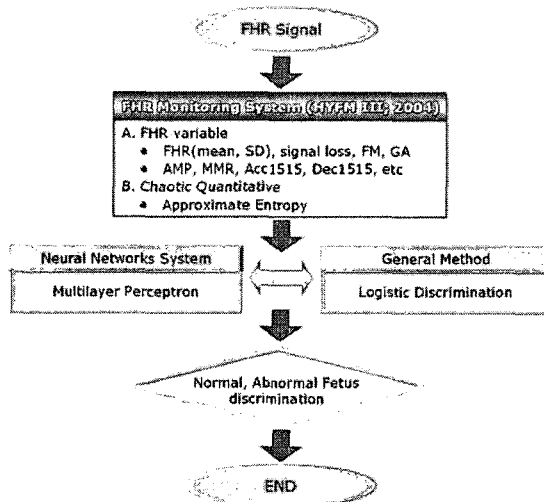 FHR Signal
FHR Monitoring System (HYFM III; 2004)
A. FHR variable
● FHR(mean, SD), signal loss, FM, GA
● AMP, MMR, Acc1515, Dec1515, etc
B. Chaotic Quantitative
● Approximate Entropy
Neural Networks System
General Method
Multilayer Perceptron
Logistic Discrimination
Normal, Abnormal Fetus
discrimination
END